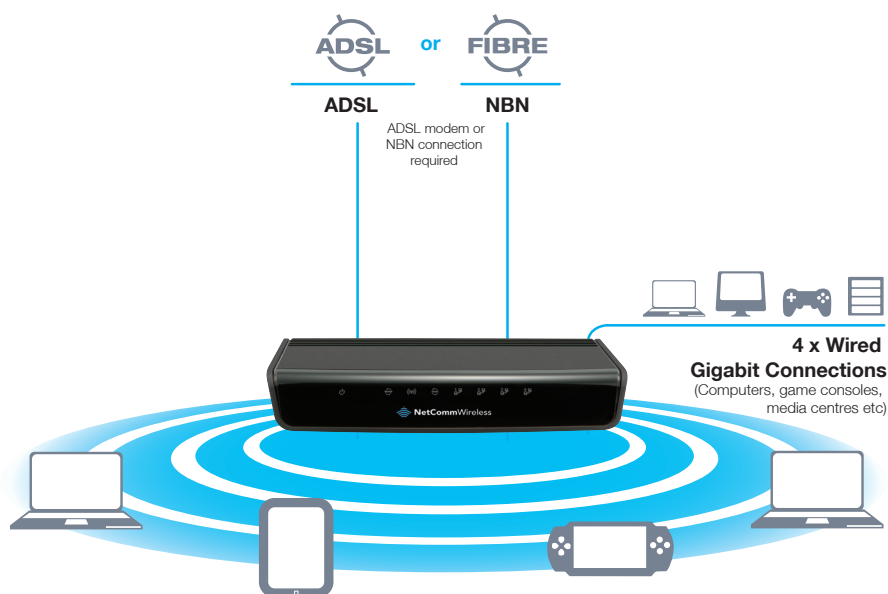 ADSL or FIBRE
ADSL NBN
ADSL modem or
NBN connection
required
4 x Wired
Gigabit Connections
(Computers, game consoles,
media centres etc)
NetCommWireless